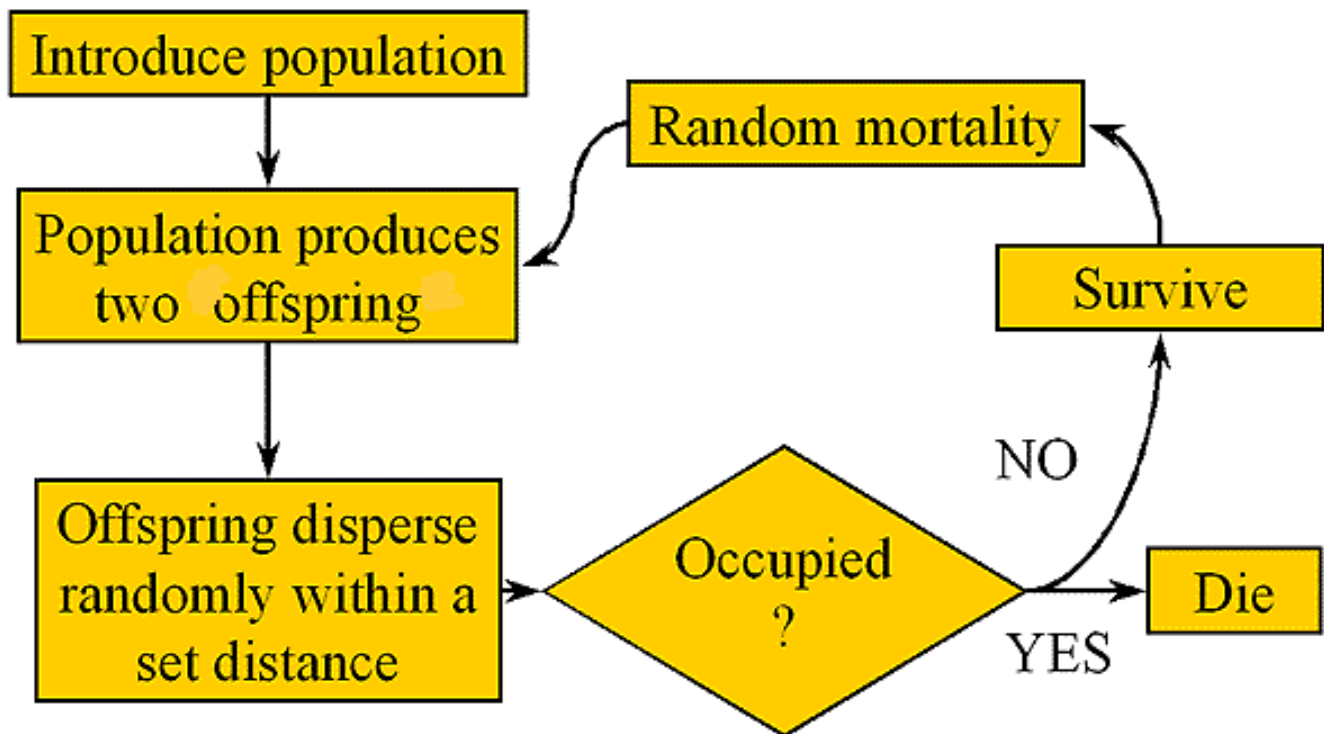 Introduce population
Random mortality
Population produces
two offspring
Survive
Offspring disperse
randomly within a
set distance
Occupied
?
NO
Die
YES